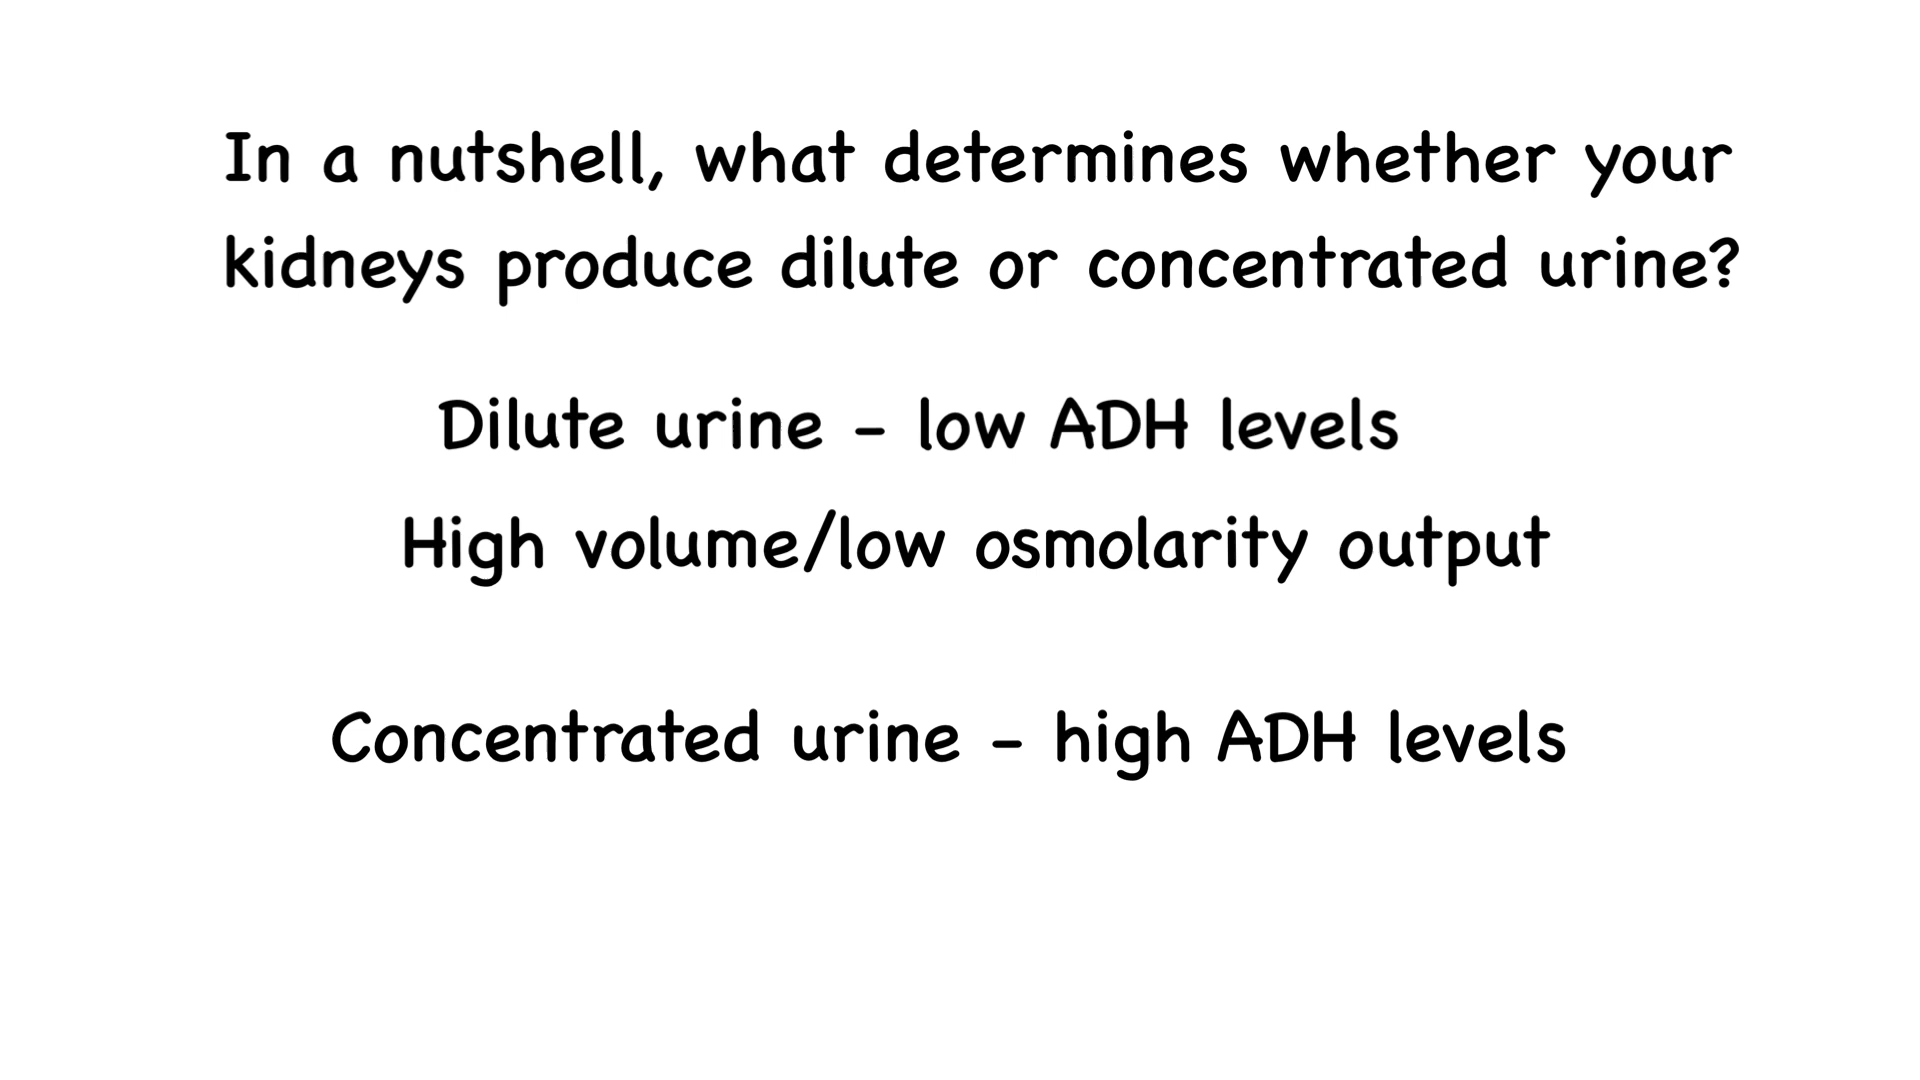 In a nutshell, what determines whether your
kidneys produce dilute or concentrated urine?
Dilute urine – low ADH levels
High volume/low osmolarity output
Concentrated urine – high ADH levels